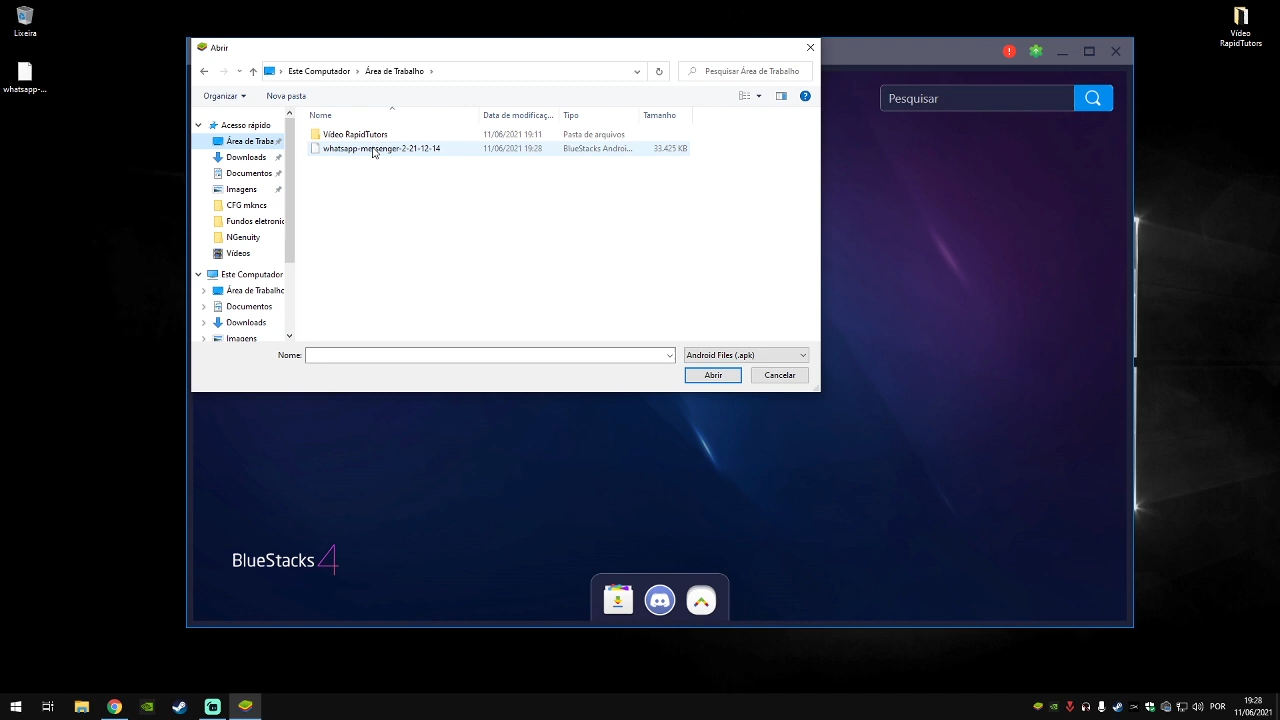 Lixeira
whatsapp-...
Vídeo
RapidTutors
Abrir
Este Computador
Área de Trabalho
Pesquisar Área de Trabalho
Organizar
Nova pasta
Acesso rápido
Área de Traba
Downloads
Documentos
Imagens
CFG mkncs
Fundos eletronic
NGenuity
Vídeos
Este Computador
Área de Trabalho
Documentos
Downloads
Imagens
Nome
Data de modificaç...
Tipo
Tamanho
Vídeo RapidTutors
11/06/2021 19:11
Pasta de arquivos
whatsapp-messenger-2-21-12-14
11/06/2021 19:28
BlueStacks Androi...
33.425 KB
Nome:
Android Files (.apk)
Abrir
Cancelar
Pesquisar
BlueStacks 4
POR
19:28
11/06/2021